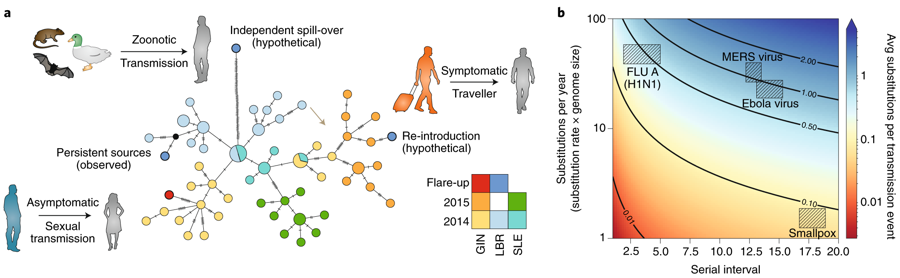 a
Zoonotic
Transmission
Independent spill-over
(hypothetical)
Symptomatic
Traveller
Re-introduction
(hypothetical)
Persistent sources
(observed)
Asymptomatic
Sexual
transmission
Flare-up
2015
2014
GIN
LBR
SLE
b
Substitutions per year
(substitution rate × genome size)
100
10
1
FLU A
(H1N1)
MERS virus
Ebola virus
Smallpox
2.00
1.00
0.50
0.10
0.01
2.5
5.0
7.5
10.0
12.5
15.0
17.5
20.0
Serial interval
1
0.1
0.01
Avg substitutions per transmission event